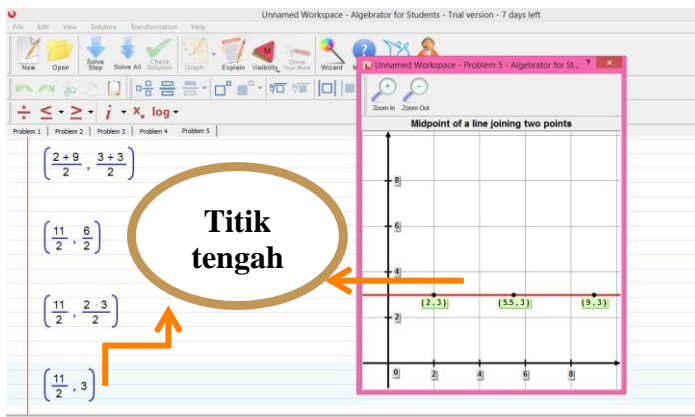 Unnamed Workspace - Algebrator for Students - Trial version - 7 days left
File Edit View Solution Transformation Help
New Open Solve Step Solve All Check Solution Graph Explain Visibility Check Your Work Wizard
÷ ≤ ≥ i x. log
Problem 1 Problem 2 Problem 3 Problem 4 Problem 5
(2 + 9 / 2 , 3 + 3 / 2)
(11 / 2 , 6 / 2)
(11 / 2 , 2 · 3 / 2)
(11 / 2 , 3)
Titik
tengah
Unnamed Workspace - Problem 5 - Algebrator for St... ? x
Zoom In Zoom Out
Midpoint of a line joining two points
8
6
4
(2,3) (5.5,3) (9,3)
2
0 2 4 6 8